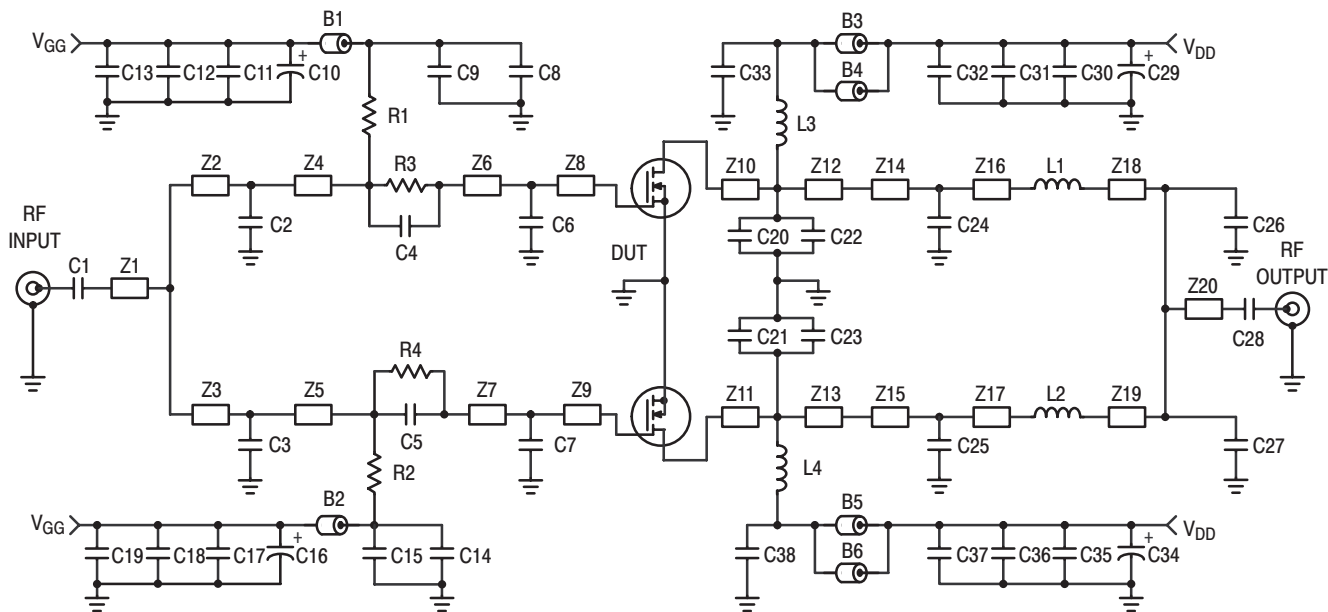 B1
B3
V_GG
V_DD
C13
C12
C11
+
C10
C9
C8
C33
B4
C32
C31
C30
+
C29
R1
L3
Z2
Z4
R3
Z6
Z8
Z10
Z12
Z14
Z16
L1
Z18
RF
INPUT
C2
C4
C6
DUT
C20
C22
C24
C26
RF
OUTPUT
C1
Z1
Z20
C28
C21
C23
R4
Z3
Z5
Z7
Z9
Z11
Z13
Z15
Z17
L2
Z19
C3
C5
C7
C25
C27
R2
L4
V_GG
B2
B5
V_DD
C19
C18
C17
+
C16
C15
C14
C38
B6
C37
C36
C35
+
C34